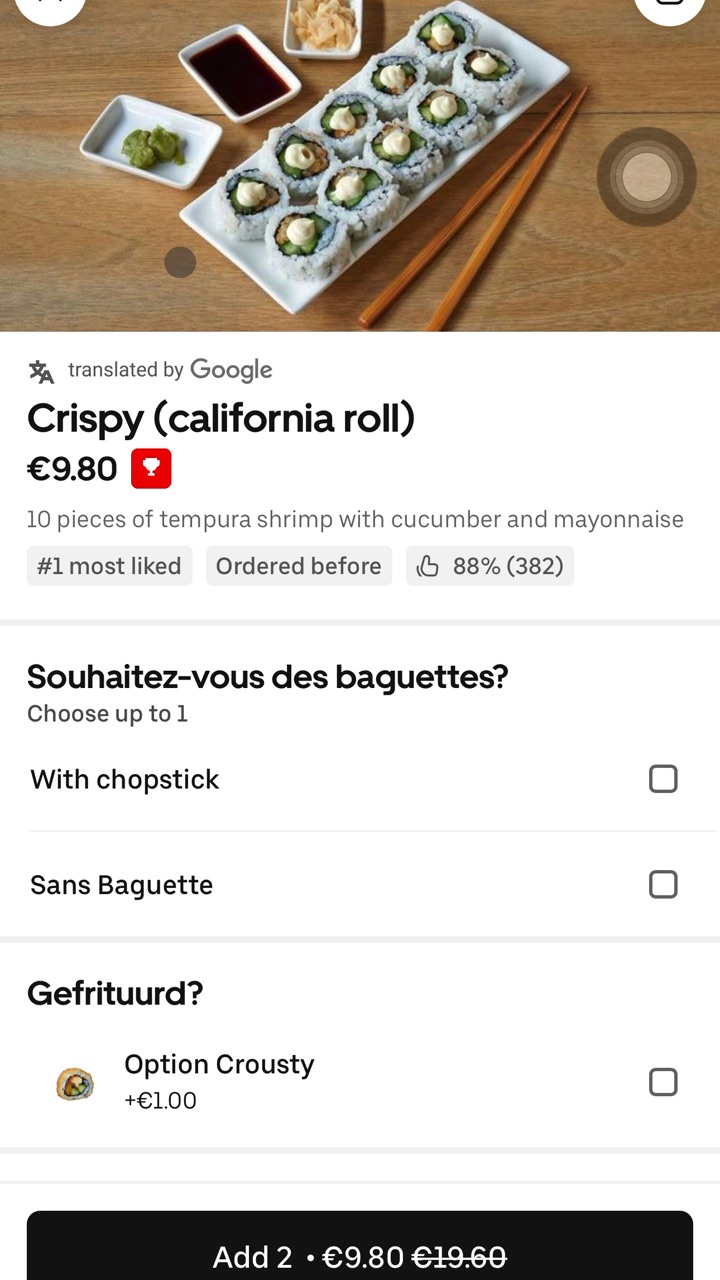 translated by Google
Crispy (california roll)
€9.80
10 pieces of tempura shrimp with cucumber and mayonnaise
#1 most liked Ordered before 88% (382)
Souhaitez-vous des baguettes?
Choose up to 1
With chopstick
Sans Baguette
Gefrituurd?
Option Crousty
+€1.00
Add 2 • €9.80 €19.60